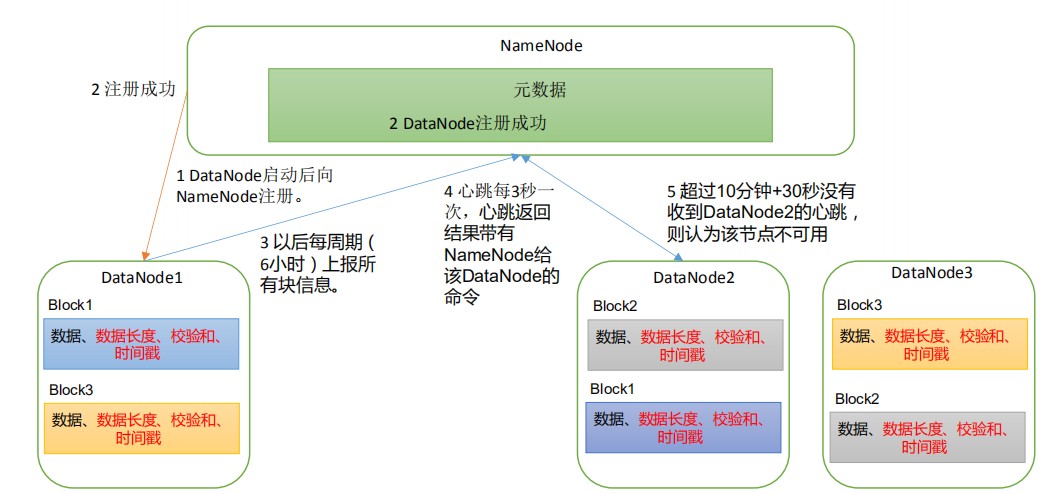 NameNode
元数据
2 DataNode注册成功
2 注册成功
1 DataNode启动后向
NameNode注册。
3 以后每周期（
6小时）上报所
有块信息。
4 心跳每3秒一
次，心跳返回
结果带有
NameNode给
该DataNode的
命令
5 超过10分钟+30秒没有
收到DataNode2的心跳，
则认为该节点不可用
DataNode1
Block1
数据、数据长度、校验和、
时间戳
Block3
数据、数据长度、校验和、
时间戳
DataNode2
Block2
数据、数据长度、校验和、
时间戳
Block1
数据、数据长度、校验和、
时间戳
DataNode3
Block3
数据、数据长度、校验和、
时间戳
Block2
数据、数据长度、校验和、
时间戳